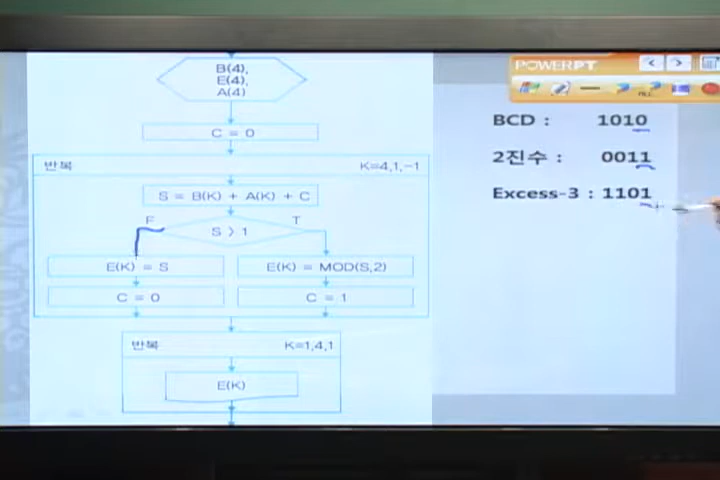 B(4),
E(4),
A(4)
C = 0
반복 K=4,1,-1
S = B(K) + A(K) + C
F T
S > 1
E(K) = S E(K) = MOD(S,2)
C = 0 C = 1
반복 K=1,4,1
E(K)
POWERPT
BCD : 1010
2진수 : 0011
Excess-3 : 1101